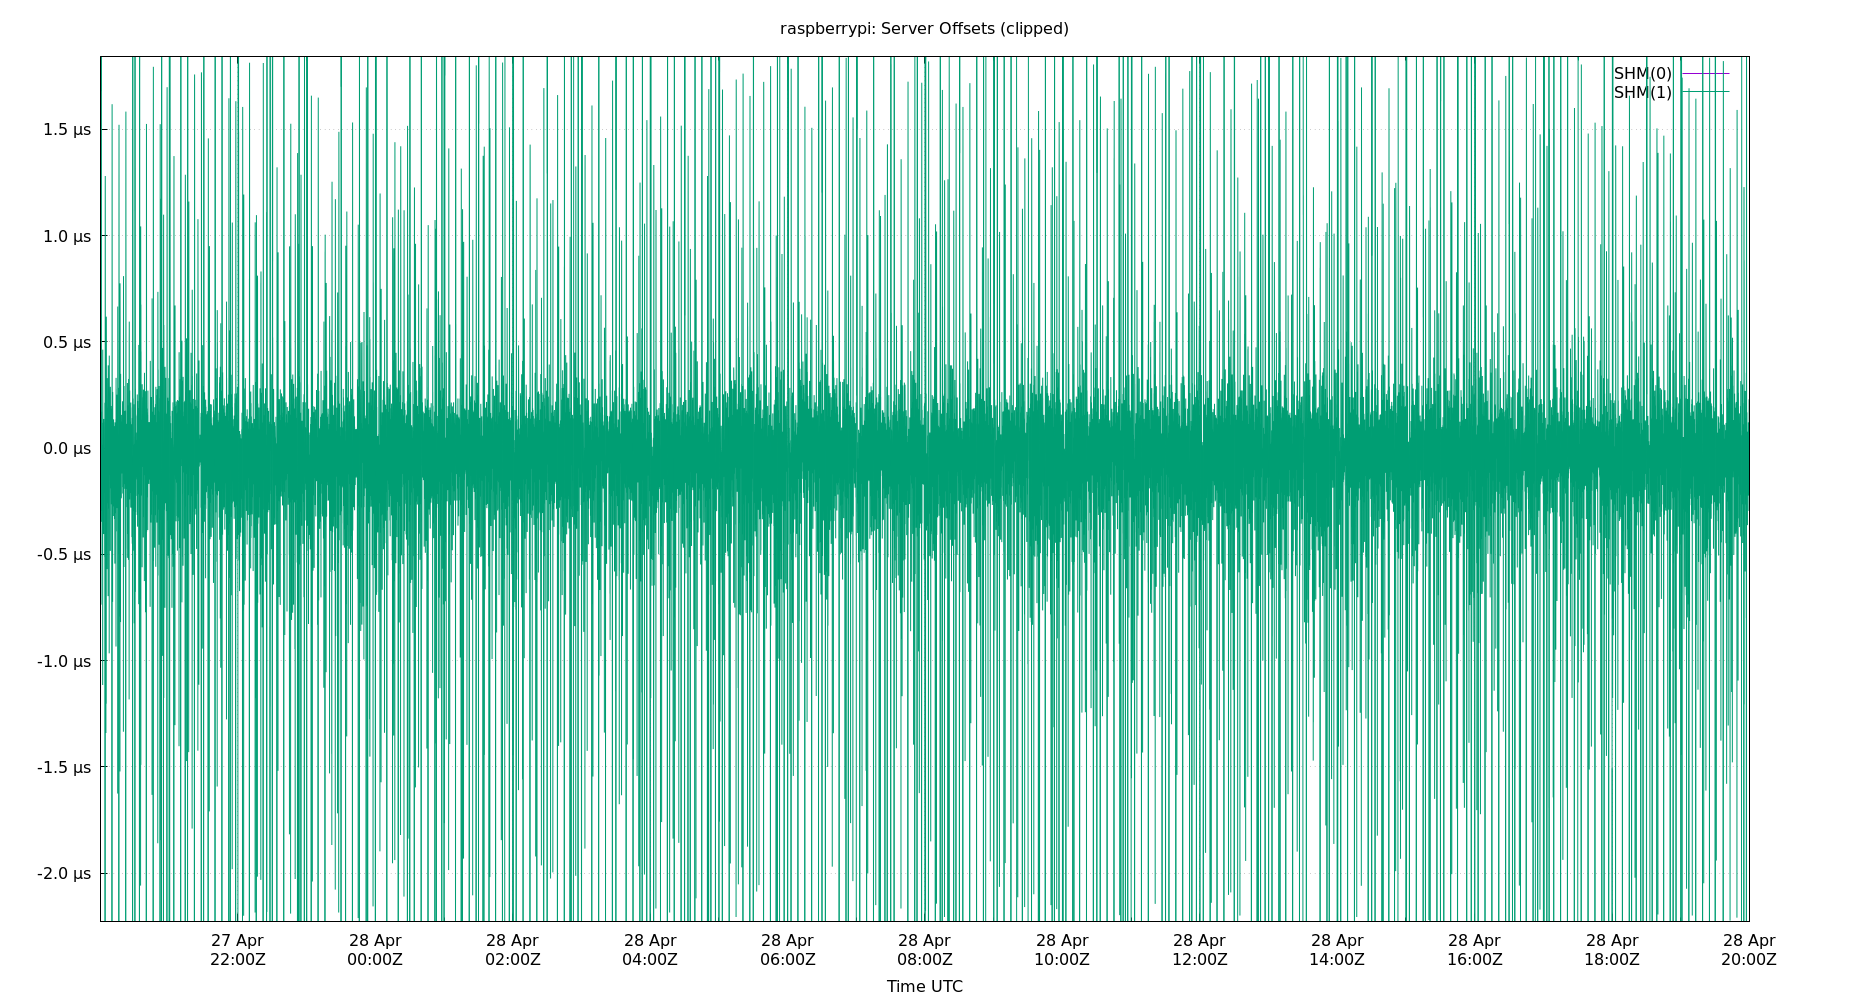 raspberrypi: Server Offsets (clipped)
SHM(0)
SHM(1)
1.5 µs
1.0 µs
0.5 µs
0.0 µs
-0.5 µs
-1.0 µs
-1.5 µs
-2.0 µs
27 Apr 28 Apr 28 Apr 28 Apr 28 Apr 28 Apr 28 Apr 28 Apr 28 Apr 28 Apr 28 Apr 28 Apr
22:00Z 00:00Z 02:00Z 04:00Z 06:00Z 08:00Z 10:00Z 12:00Z 14:00Z 16:00Z 18:00Z 20:00Z
Time UTC